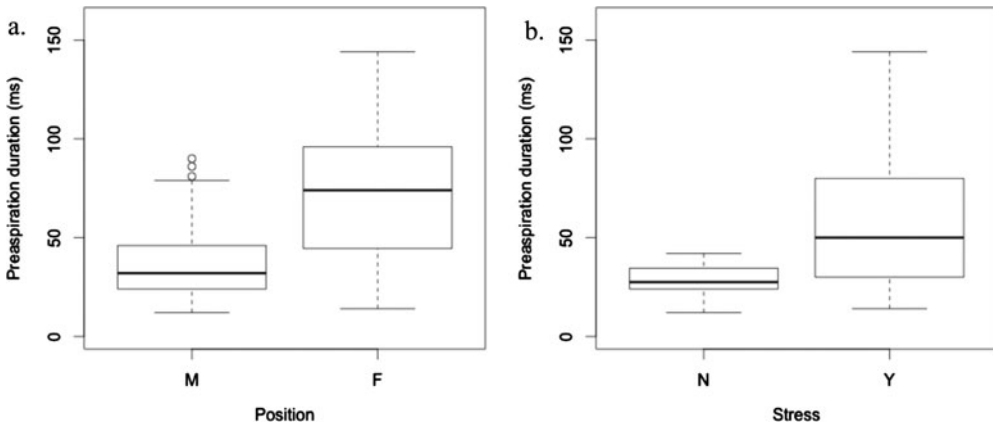 a.
Preaspiration duration (ms)
150
100
50
0
M F
Position
b.
Preaspiration duration (ms)
150
100
50
0
N Y
Stress